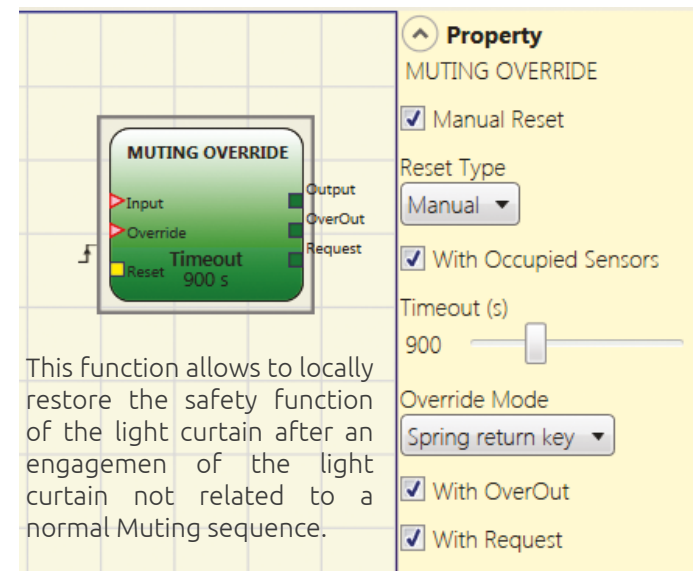 MUTING OVERRIDE
Input
Override
Reset
Timeout
900 s
Output
OverOut
Request
This function allows to locally
restore the safety function
of the light curtain after an
engagemen of the light
curtain not related to a
normal Muting sequence.
Property
MUTING OVERRIDE
Manual Reset
Reset Type
Manual
With Occupied Sensors
Timeout (s)
900
Override Mode
Spring return key
With OverOut
With Request